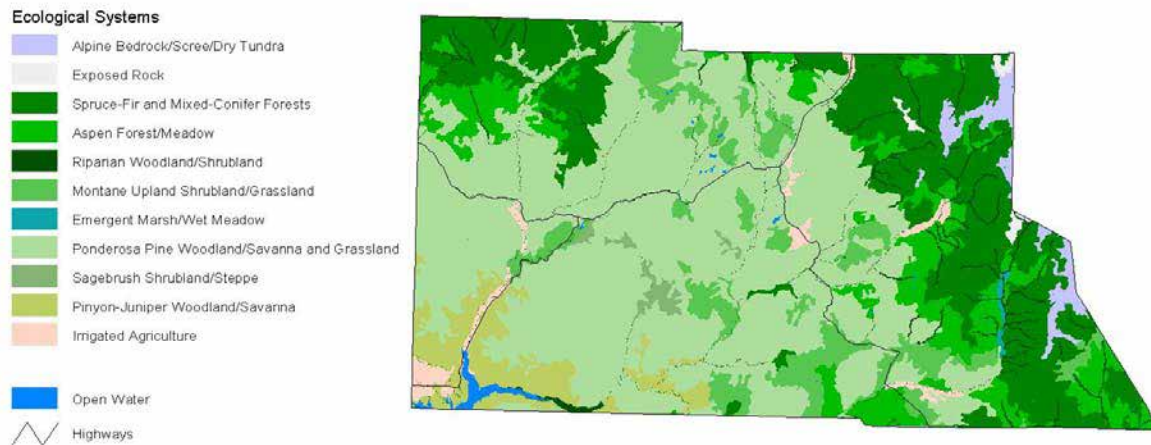 Ecological Systems
Alpine Bedrock/Scree/Dry Tundra
Exposed Rock
Spruce-Fir and Mixed-Conifer Forests
Aspen Forest/Meadow
Riparian Woodland/Shrubland
Montane Upland Shrubland/Grassland
Emergent Marsh/Wet Meadow
Ponderosa Pine Woodland/Savanna and Grassland
Sagebrush Shrubland/Steppe
Pinyon-Juniper Woodland/Savanna
Irrigated Agriculture
Open Water
Highways